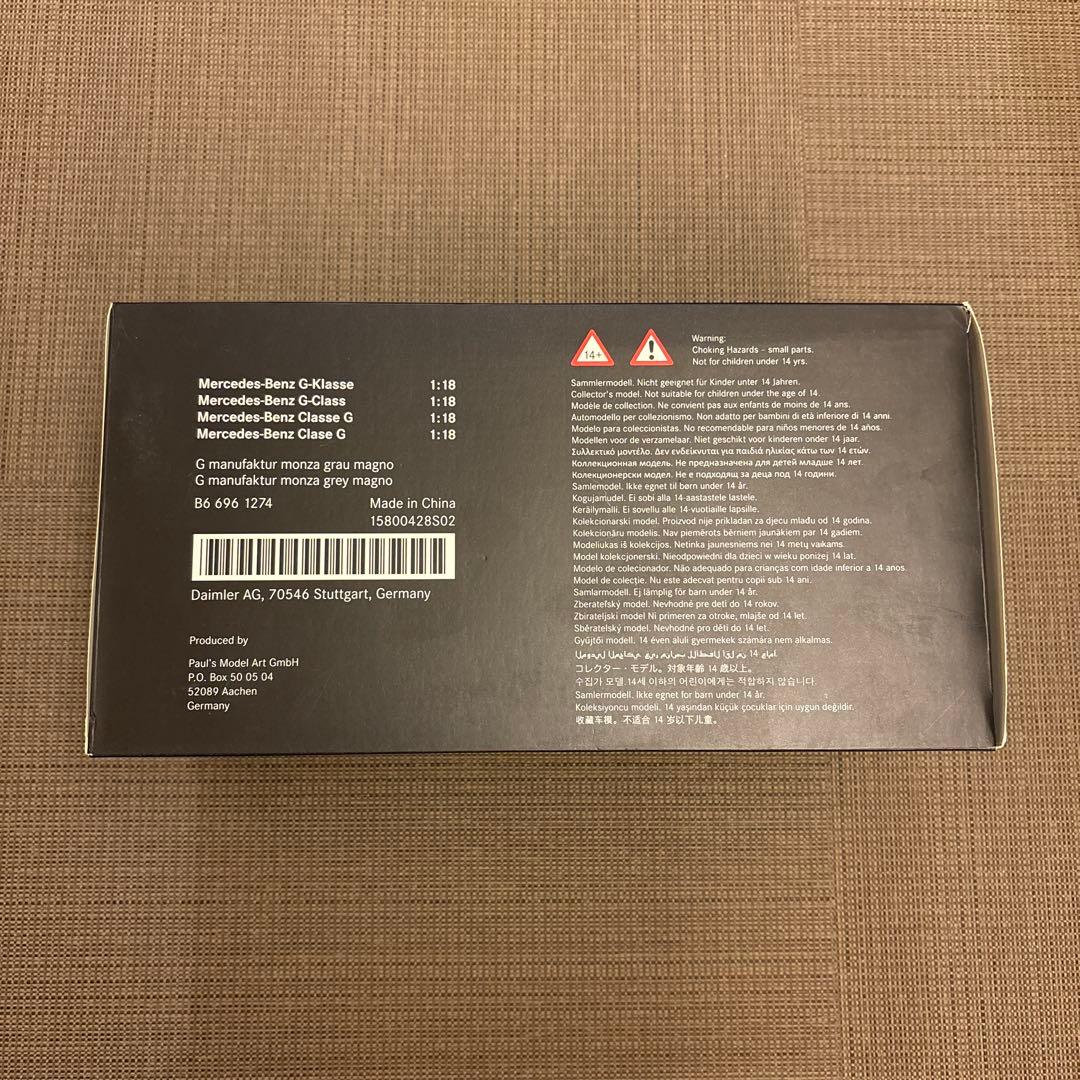 Mercedes-Benz G-Klasse 1:18
Mercedes-Benz G-Class 1:18
Mercedes-Benz Classe G 1:18
Mercedes-Benz Clase G 1:18
G manufaktur monza grau magno
G manufaktur monza grey magno
B6 696 1274 Made in China
15800428S02
Daimler AG, 70546 Stuttgart, Germany
Produced by
Paul's Model Art GmbH
P.O. Box 50 05 04
52089 Aachen
Germany
14+
!
Warning:
Choking Hazards - small parts.
Not for children under 14 yrs.
Sammlermodell. Nicht geeignet für Kinder unter 14 Jahren.
Collector's model. Not suitable for children under the age of 14.
Modèle de collection. Ne convient pas aux enfants de moins de 14 ans.
Automodello per collezionismo. Non adatto per bambini di età inferiore di 14 anni.
Modelo para coleccionistas. No recomendable para niños menores de 14 años.
Modellen voor de verzamelaar. Niet geschikt voor kinderen onder 14 jaar.
Συλλεκτικό μοντέλο. Δεν ενδείκνυται για παιδιά ηλικίας κάτω των 14 ετών.
Коллекционная модель. Не предназначена для детей младше 14 лет.
Колекционерски модел. Не е подходящ за деца под 14 години.
Samlemodel. Ikke egnet til børn under 14 år.
Kogujamudel. Ei sobi alla 14-aastastele lastele.
Keräilymalli. Ei sovellu alle 14-vuotiaille lapsille.
Kolekcionarski model. Proizvod nije prikladan za djecu mlađu od 14 godina.
Kolekcionāru modelis. Nav piemērots bērniem jaunākiem par 14 gadiem.
Modeliukas iš kolekcijos. Netinka jaunesniems nei 14 metų vaikams.
Model kolekcjonerski. Nieodpowiedni dla dzieci w wieku poniżej 14 lat.
Modelo de colecionador. Não adequado para crianças com idade inferior a 14 anos.
Model de colecție. Nu este adecvat pentru copii sub 14 ani.
Samlarmodell. Ej lämplig för barn under 14 år.
Zberateľský model. Nevhodné pre deti do 14 rokov.
Zbirateljski model Ni primeren za otroke, mlajše od 14 let.
Sběratelský model. Nevhodné pro děti do 14 let.
Gyűjtői modell. 14 éven aluli gyermekek számára nem alkalmas.
コレクター・モデル。対象年齢 14 歳以上。
수집가 모델. 14세 이하의 어린이에게는 적합하지 않습니다.
Samlermodell. Ikke egnet for barn under 14 år.
Koleksiyoncu modeli. 14 yaşından küçük çocuklar için uygun değildir.
收藏车模。不适合 14 岁以下儿童。